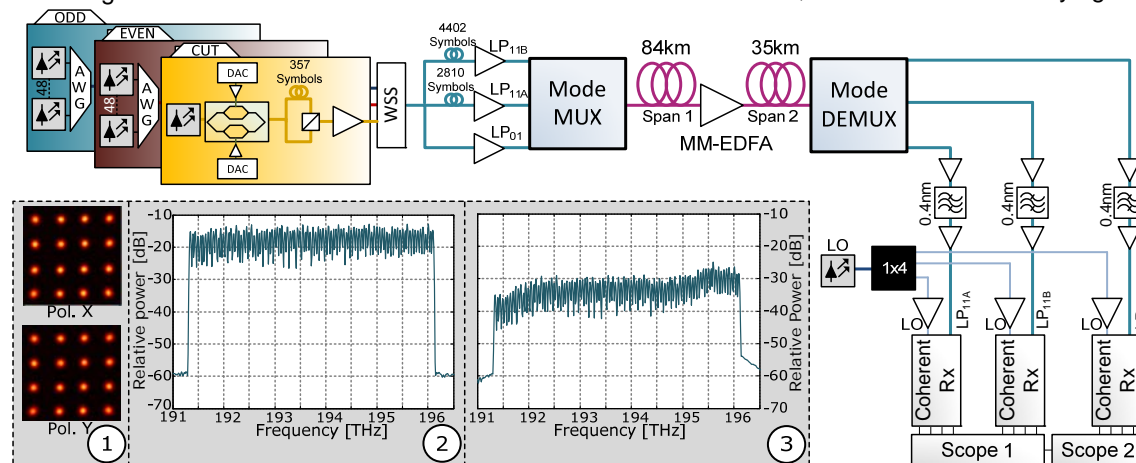 ODD
EVEN
CUT
48
AWG
48
AWG
DAC
DAC
357
Symbols
WSS
4402
Symbols
2810
Symbols
LP11B
LP11A
LP01
Mode
MUX
84km
Span 1
MM-EDFA
35km
Span 2
Mode
DEMUX
0.4nm
0.4nm
0.4nm
LO
1x4
LO
LP11A
LO
LP11B
LO
Coherent
Rx
Coherent
Rx
Coherent
Rx
Scope 1
Scope 2
Pol. X
Pol. Y
1
Relative power [dB]
-10
-20
-30
-40
-50
-60
-70
191 192 193 194 195 196
Frequency [THz]
2
-10
-20
-30
-40
-50
-60
-70
Relative Power [dB]
191 192 193 194 195 196
Frequency [THz]
3